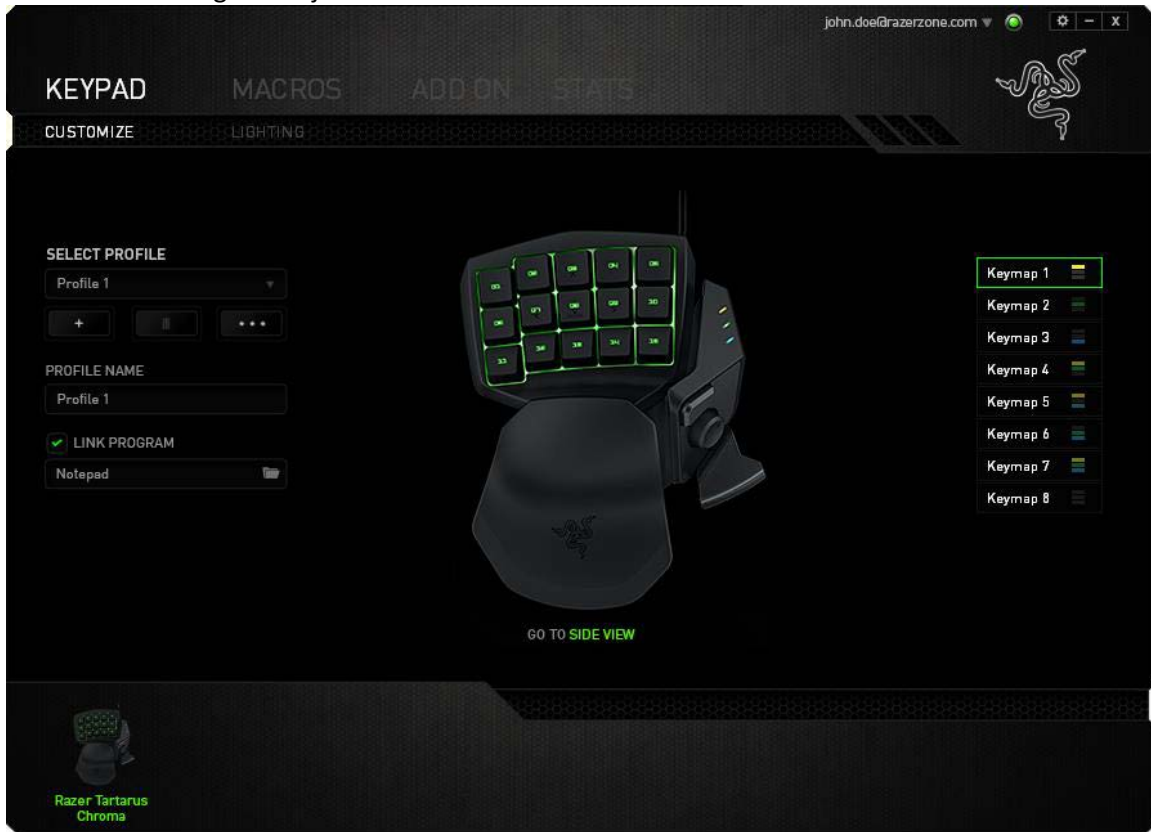 john.doe@razerzone.com
X
KEYPAD MACROS ADD ON STATS
CUSTOMIZE LIGHTING
SELECT PROFILE
Profile 1
+ •••
PROFILE NAME
Profile 1
LINK PROGRAM
Notepad
Keymap 1
Keymap 2
Keymap 3
Keymap 4
Keymap 5
Keymap 6
Keymap 7
Keymap 8
GO TO SIDE VIEW
Razer Tartarus
Chroma